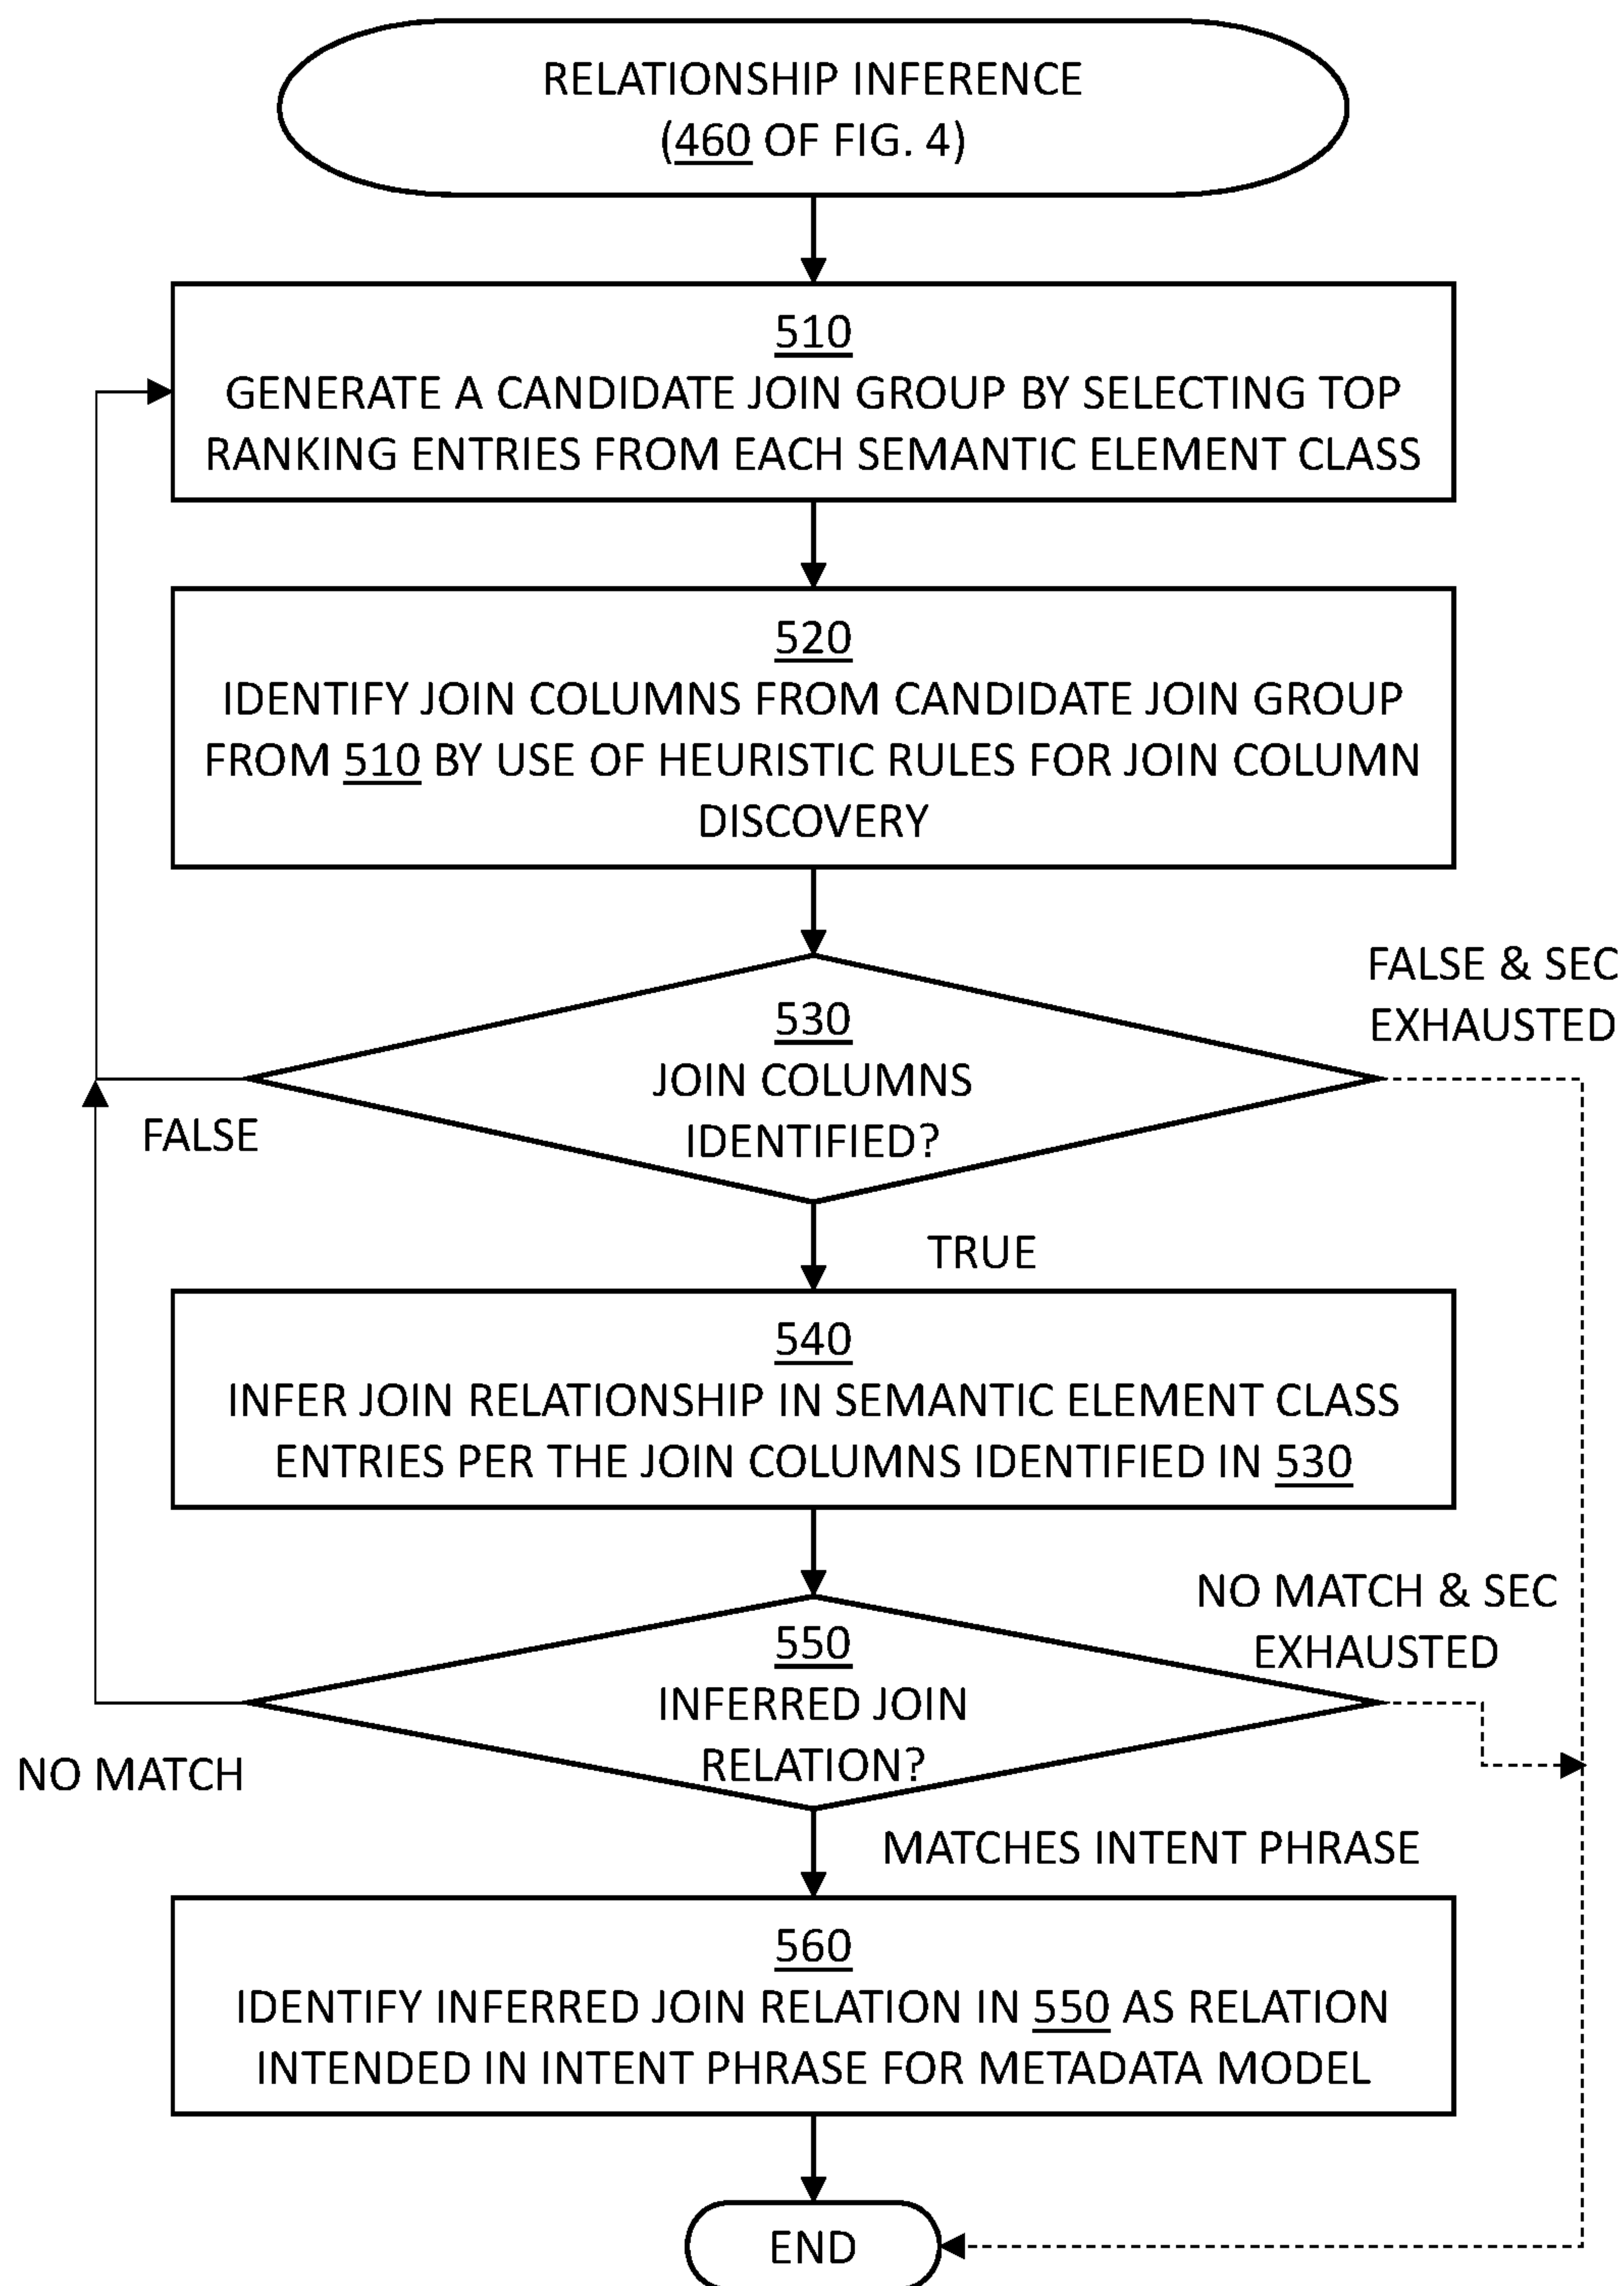 RELATIONSHIP INFERENCE
(460 OF FIG. 4)
510
GENERATE A CANDIDATE JOIN GROUP BY SELECTING TOP
RANKING ENTRIES FROM EACH SEMANTIC ELEMENT CLASS
520
IDENTIFY JOIN COLUMNS FROM CANDIDATE JOIN GROUP
FROM 510 BY USE OF HEURISTIC RULES FOR JOIN COLUMN
DISCOVERY
FALSE & SEC
EXHAUSTED
530
JOIN COLUMNS
IDENTIFIED?
FALSE
TRUE
540
INFER JOIN RELATIONSHIP IN SEMANTIC ELEMENT CLASS
ENTRIES PER THE JOIN COLUMNS IDENTIFIED IN 530
NO MATCH & SEC
EXHAUSTED
550
INFERRED JOIN
RELATION?
NO MATCH
MATCHES INTENT PHRASE
560
IDENTIFY INFERRED JOIN RELATION IN 550 AS RELATION
INTENDED IN INTENT PHRASE FOR METADATA MODEL
END